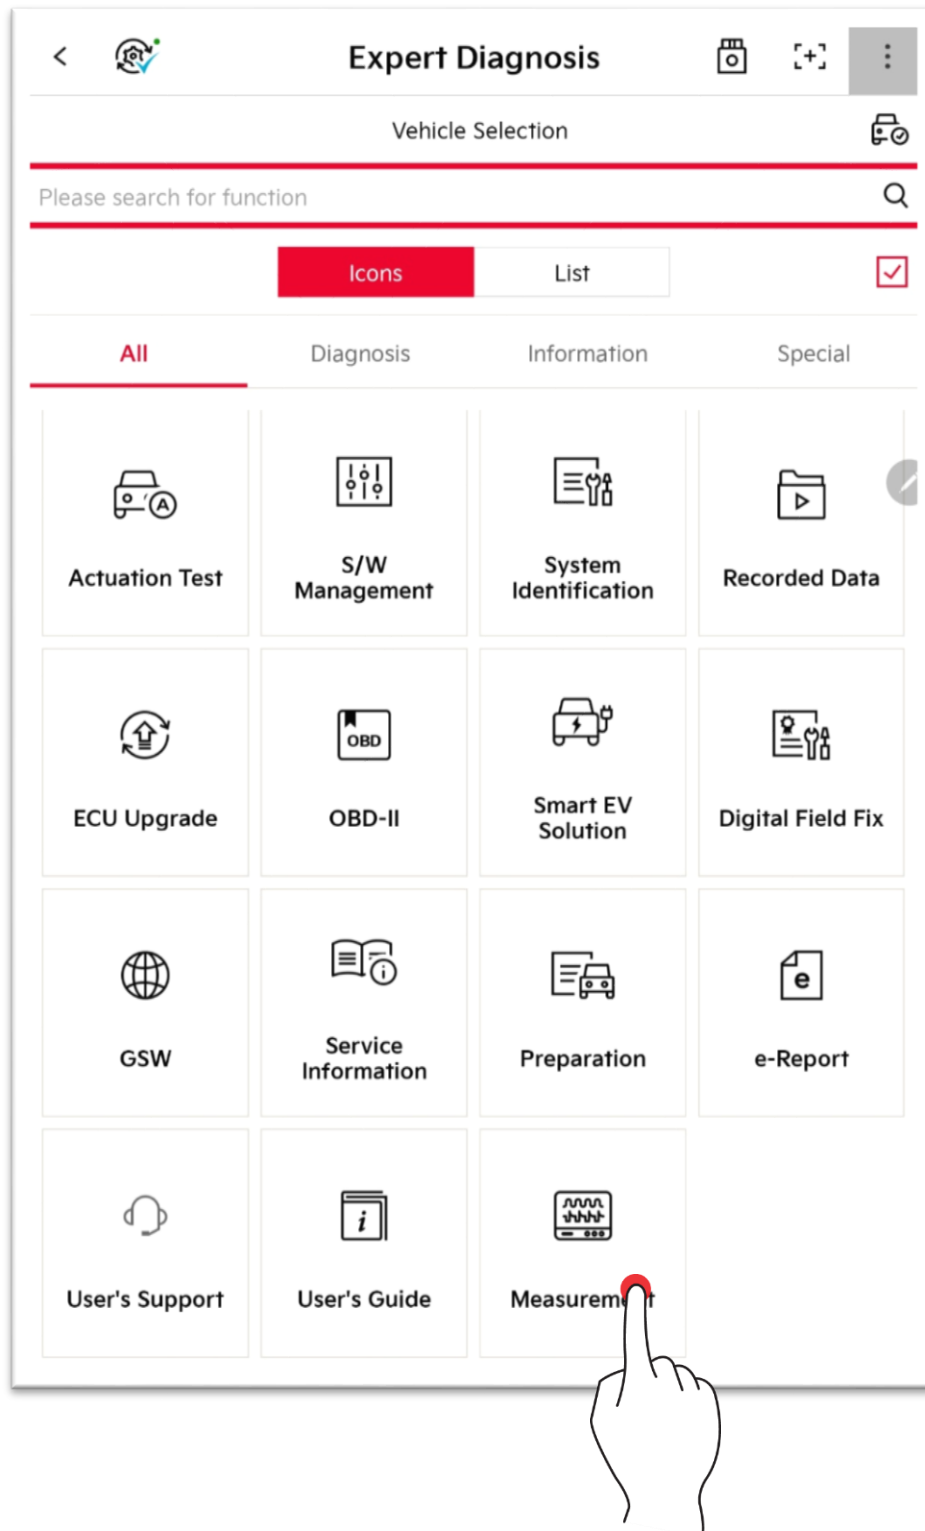 Expert Diagnosis
Vehicle Selection
Please search for function
Icons
List
All
Diagnosis
Information
Special
Actuation Test
S/W
Management
System
Identification
Recorded Data
ECU Upgrade
OBD
OBD-II
Smart EV
Solution
Digital Field Fix
GSW
Service
Information
Preparation
e
e-Report
User's Support
i
User's Guide
Measurement